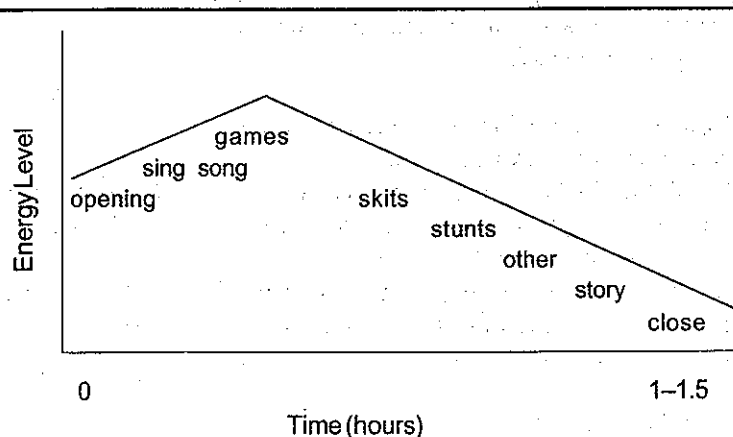 games
sing song
opening
skits
stunts
other
story
close
Energy Level
0
1–1.5
Time (hours)